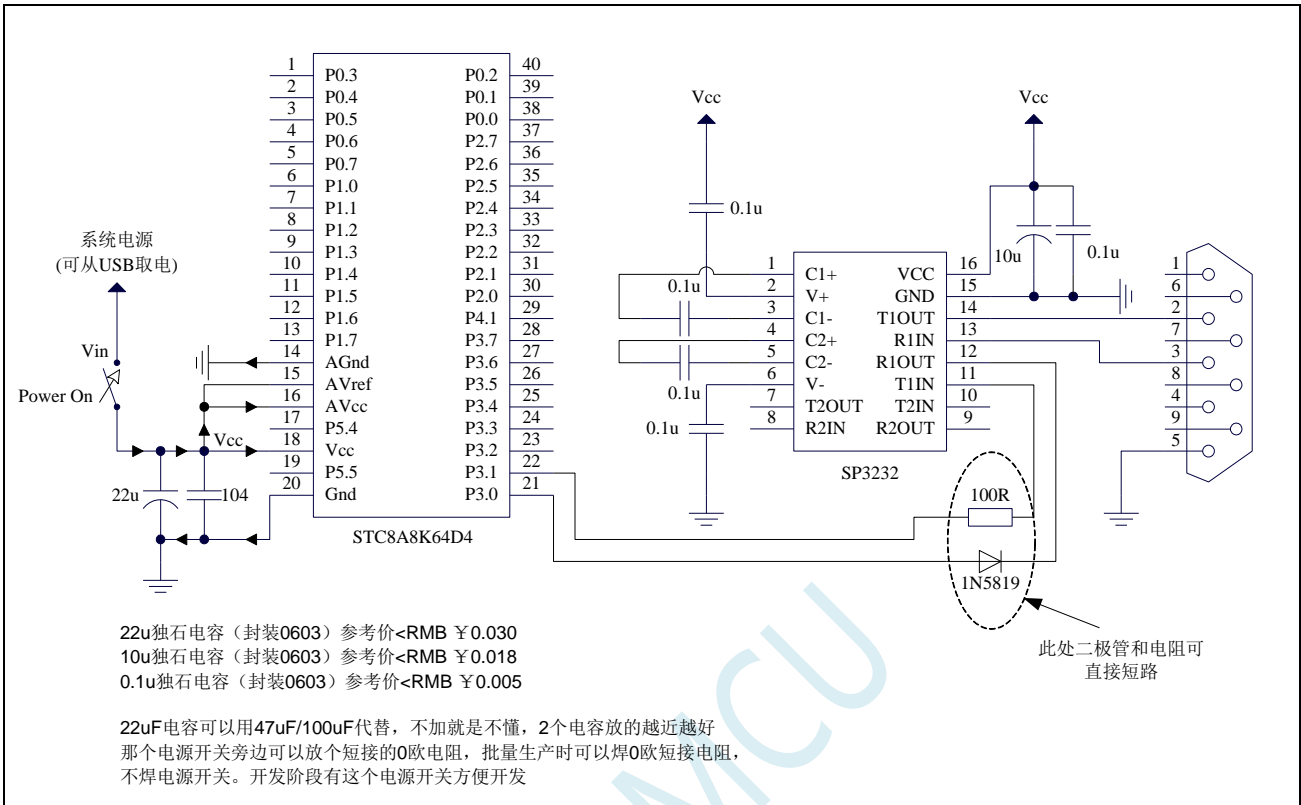 1 P0.3 P0.2 40
2 P0.4 P0.1 39
3 P0.5 P0.0 38
4 P0.6 P2.7 37
5 P0.7 P2.6 36
6 P1.0 P2.5 35
7 P1.1 P2.4 34
8 P1.2 P2.3 33
9 P1.3 P2.2 32
10 P1.4 P2.1 31
11 P1.5 P2.0 30
12 P1.6 P4.1 29
13 P1.7 P3.7 28
14 AGnd P3.6 27
15 AVref P3.5 26
16 AVcc P3.4 25
17 P5.4 P3.3 24
18 Vcc P3.2 23
19 P5.5 P3.1 22
20 Gnd P3.0 21
STC8A8K64D4
系统电源
(可从USB取电)
Vin
Power On
Vcc
22u
104
Vcc
0.1u
0.1u
0.1u
0.1u
1 C1+ VCC 16
2 V+ GND 15
3 C1- T1OUT 14
4 C2+ R1IN 13
5 C2- R1OUT 12
6 V- T1IN 11
7 T2OUT T2IN 10
8 R2IN R2OUT 9
SP3232
Vcc
10u
0.1u
1
6
2
7
3
8
4
9
5
100R
1N5819
此处二极管和电阻可
直接短路
22u独石电容（封装0603）参考价<RMB ￥0.030
10u独石电容（封装0603）参考价<RMB ￥0.018
0.1u独石电容（封装0603）参考价<RMB ￥0.005
22uF电容可以用47uF/100uF代替，不加就是不懂，2个电容放的越近越好
那个电源开关旁边可以放个短接的0欧电阻，批量生产时可以焊0欧短接电阻，
不焊电源开关。开发阶段有这个电源开关方便开发
MCU